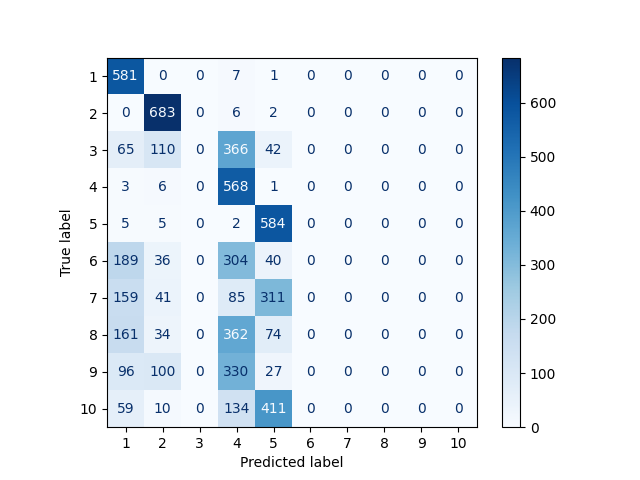 1 581 0 0 7 1 0 0 0 0 0
2 0 683 0 6 2 0 0 0 0 0 600
3 65 110 0 366 42 0 0 0 0 0 500
4 3 6 0 568 1 0 0 0 0 0
5 5 5 0 2 584 0 0 0 0 0 400
True label
6 189 36 0 304 40 0 0 0 0 0 300
7 159 41 0 85 311 0 0 0 0 0
8 161 34 0 362 74 0 0 0 0 0 200
9 96 100 0 330 27 0 0 0 0 0 100
10 59 10 0 134 411 0 0 0 0 0
0
1 2 3 4 5 6 7 8 9 10
Predicted label